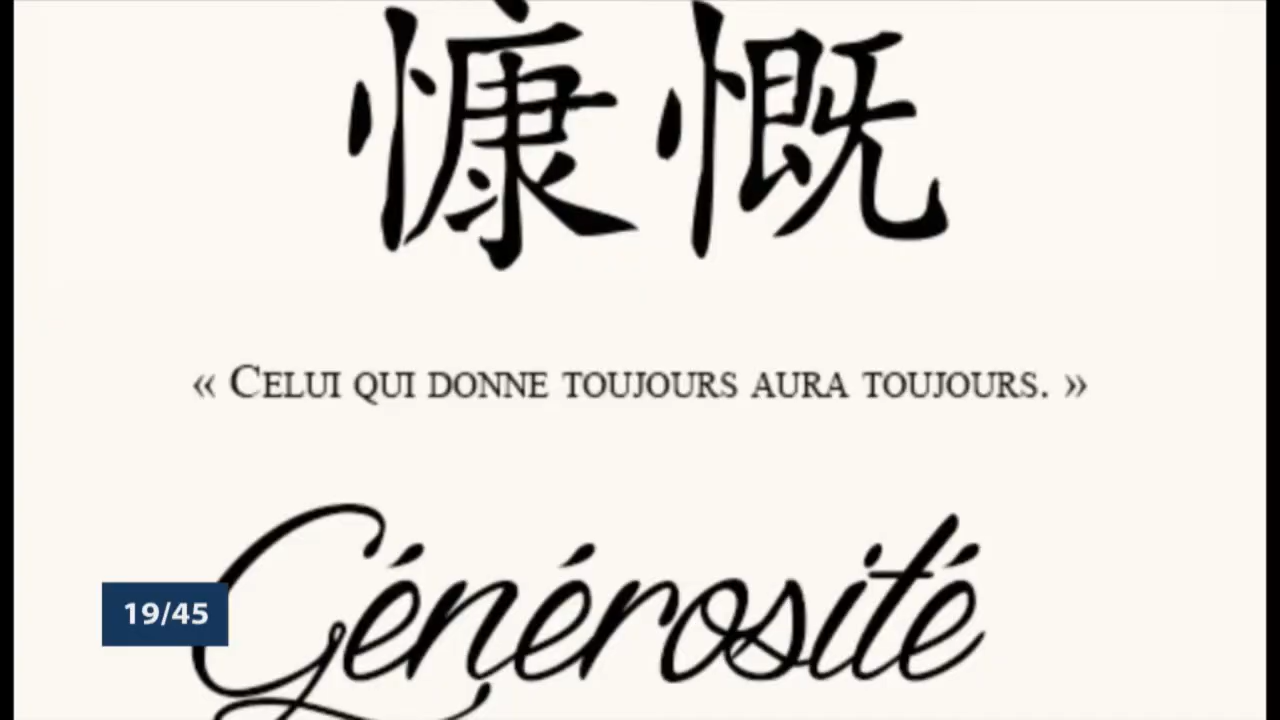 慷慨
« Celui qui donne toujours aura toujours. »
Générosité
19/45